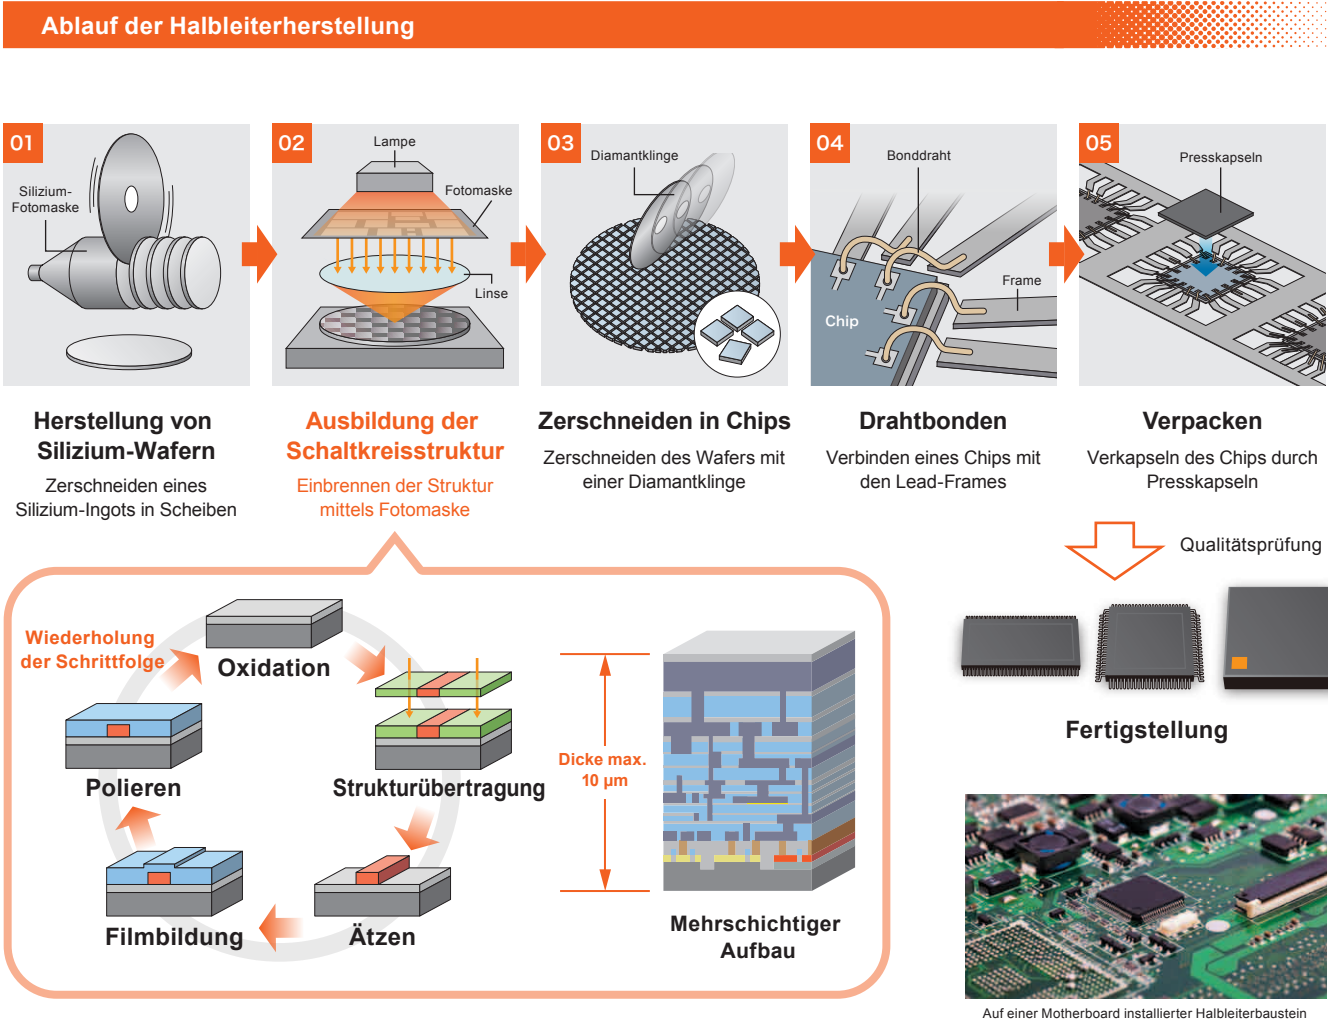 Ablauf der Halbleiterherstellung
01
Silizium-
Fotomaske
02
Lampe
Fotomaske
Linse
03
Diamantklinge
04
Bonddraht
Frame
Chip
05
Presskapseln
Herstellung von
Silizium-Wafern
Zerschneiden eines
Silizium-Ingots in Scheiben
Ausbildung der
Schaltkreisstruktur
Einbrennen der Struktur
mittels Fotomaske
Zerschneiden in Chips
Zerschneiden des Wafers mit
einer Diamantklinge
Drahtbonden
Verbinden eines Chips mit
den Lead-Frames
Verpacken
Verkapseln des Chips durch
Presskapseln
Qualitätsprüfung
Fertigstellung
Wiederholung
der Schrittfolge
Oxidation
Strukturübertragung
Ätzen
Filmbildung
Polieren
Dicke max.
10 µm
Mehrschichtiger
Aufbau
Auf einer Motherboard installierter Halbleiterbaustein